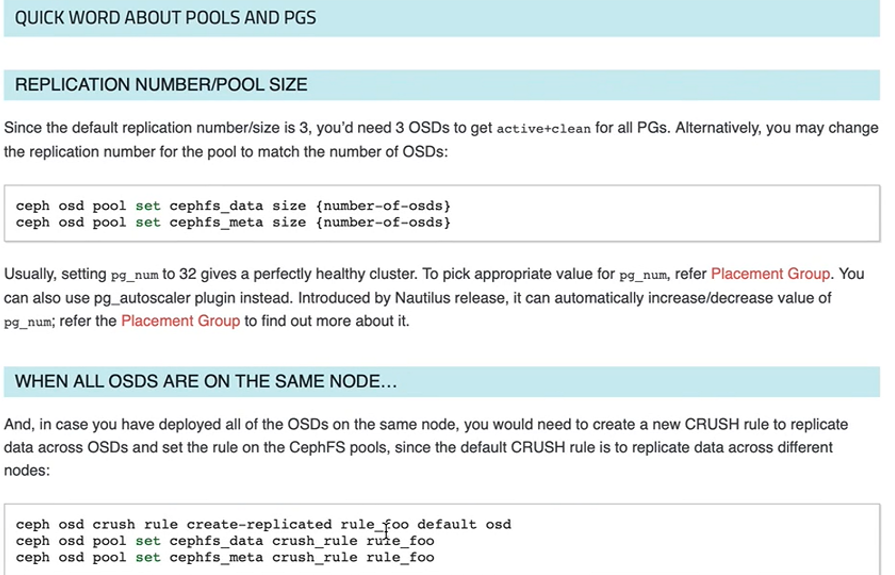 QUICK WORD ABOUT POOLS AND PGS
REPLICATION NUMBER/POOL SIZE
Since the default replication number/size is 3, you'd need 3 OSDs to get active+clean for all PGs. Alternatively, you may change
the replication number for the pool to match the number of OSDs:
ceph osd pool set cephfs_data size {number-of-osds}
ceph osd pool set cephfs_meta size {number-of-osds}
Usually, setting pg_num to 32 gives a perfectly healthy cluster. To pick appropriate value for pg_num, refer Placement Group. You
can also use pg_autoscaler plugin instead. Introduced by Nautilus release, it can automatically increase/decrease value of
pg_num; refer the Placement Group to find out more about it.
WHEN ALL OSDS ARE ON THE SAME NODE...
And, in case you have deployed all of the OSDs on the same node, you would need to create a new CRUSH rule to replicate
data across OSDs and set the rule on the CephFS pools, since the default CRUSH rule is to replicate data across different
nodes:
ceph osd crush rule create-replicated rule_foo default osd
ceph osd pool set cephfs_data crush_rule rule_foo
ceph osd pool set cephfs_meta crush_rule rule_foo